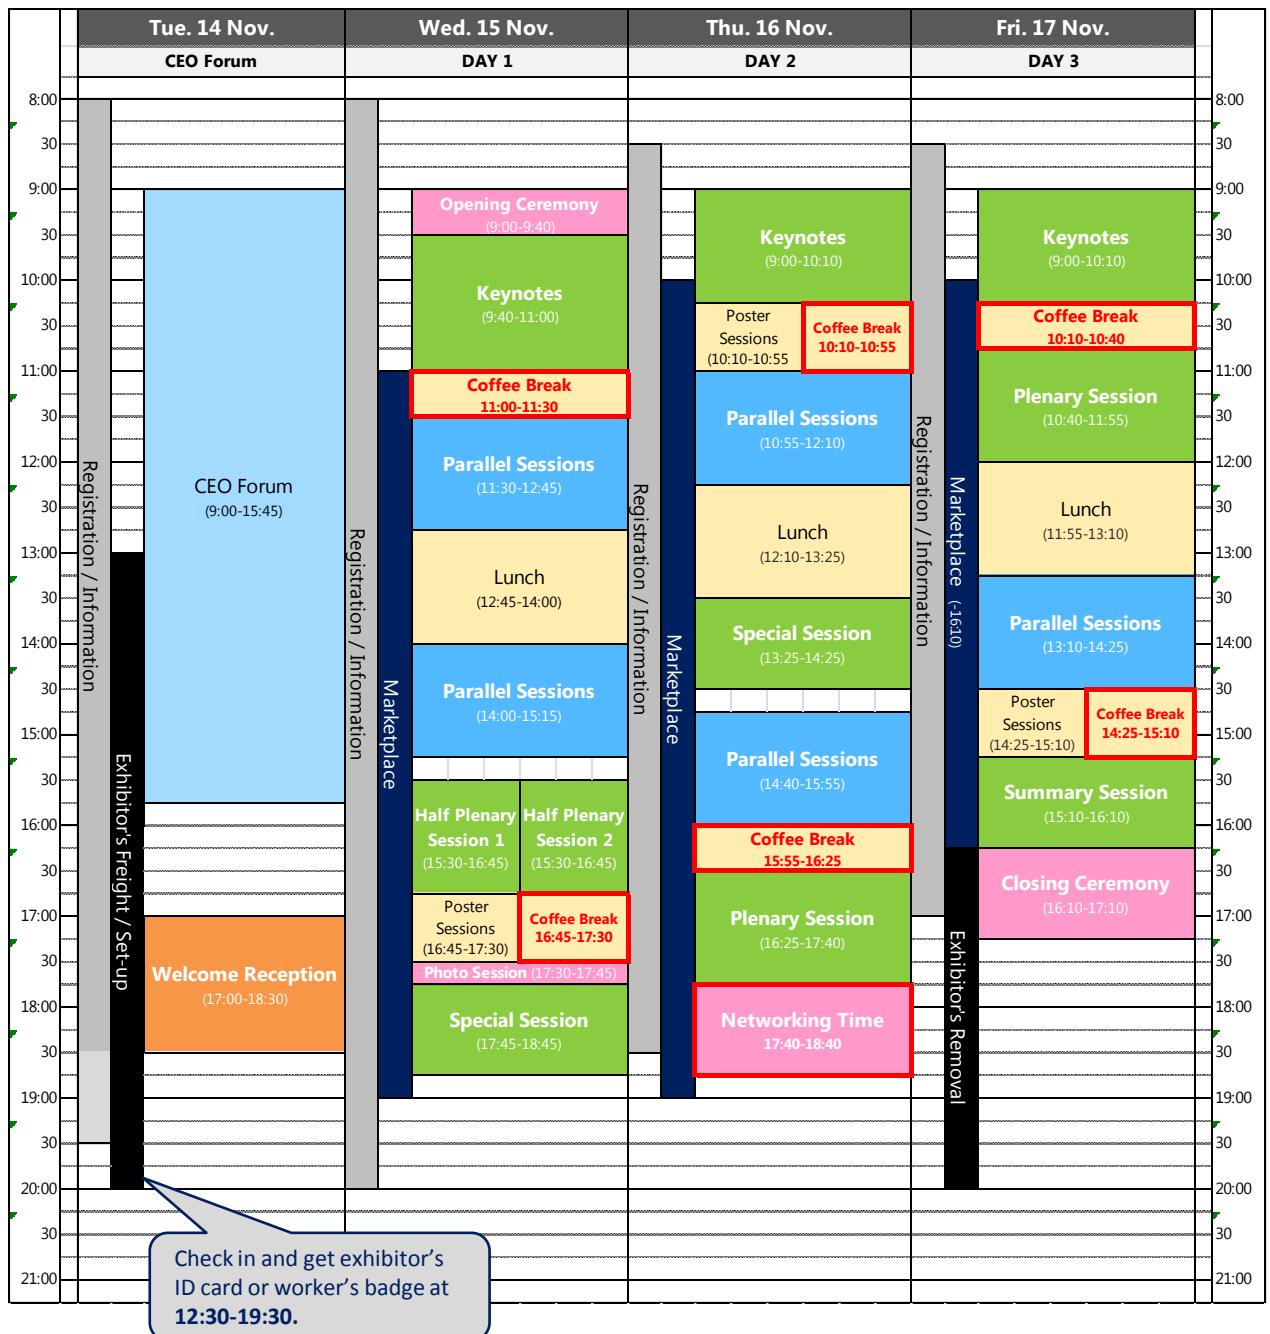 Tue. 14 Nov.
Wed. 15 Nov.
Thu. 16 Nov.
Fri. 17 Nov.
CEO Forum
DAY 1
DAY 2
DAY 3
8:00
30
9:00
30
10:00
30
11:00
30
12:00
30
13:00
30
14:00
30
15:00
30
16:00
30
17:00
30
18:00
30
19:00
30
20:00
30
21:00
Registration / Information
Exhibitor's Freight / Set-up
CEO Forum
(9:00-15:45)
Welcome Reception
(17:00-18:30)
Check in and get exhibitor’s
ID card or worker’s badge at
12:30-19:30.
Registration / Information
Marketplace
Opening Ceremony
(9:00-9:40)
Keynotes
(9:40-11:00)
Coffee Break
11:00-11:30
Parallel Sessions
(11:30-12:45)
Lunch
(12:45-14:00)
Parallel Sessions
(14:00-15:15)
Half Plenary
Session 1
(15:30-16:45)
Half Plenary
Session 2
(15:30-16:45)
Poster
Sessions
(16:45-17:30)
Coffee Break
16:45-17:30
Photo Session (17:30-17:45)
Special Session
(17:45-18:45)
Registration / Information
Marketplace
Keynotes
(9:00-10:10)
Poster
Sessions
(10:10-10:55
Coffee Break
10:10-10:55
Parallel Sessions
(10:55-12:10)
Lunch
(12:10-13:25)
Special Session
(13:25-14:25)
Parallel Sessions
(14:40-15:55)
Coffee Break
15:55-16:25
Plenary Session
(16:25-17:40)
Networking Time
17:40-18:40
Registration / Information
Marketplace (-16:10)
Exhibitor's Removal
Keynotes
(9:00-10:10)
Coffee Break
10:10-10:40
Plenary Session
(10:40-11:55)
Lunch
(11:55-13:10)
Parallel Sessions
(13:10-14:25)
Poster
Sessions
(14:25-15:10)
Coffee Break
14:25-15:10
Summary Session
(15:10-16:10)
Closing Ceremony
(16:10-17:10)
8:00
30
9:00
30
10:00
30
11:00
30
12:00
30
13:00
30
14:00
30
15:00
30
16:00
30
17:00
30
18:00
30
19:00
30
20:00
30
21:00